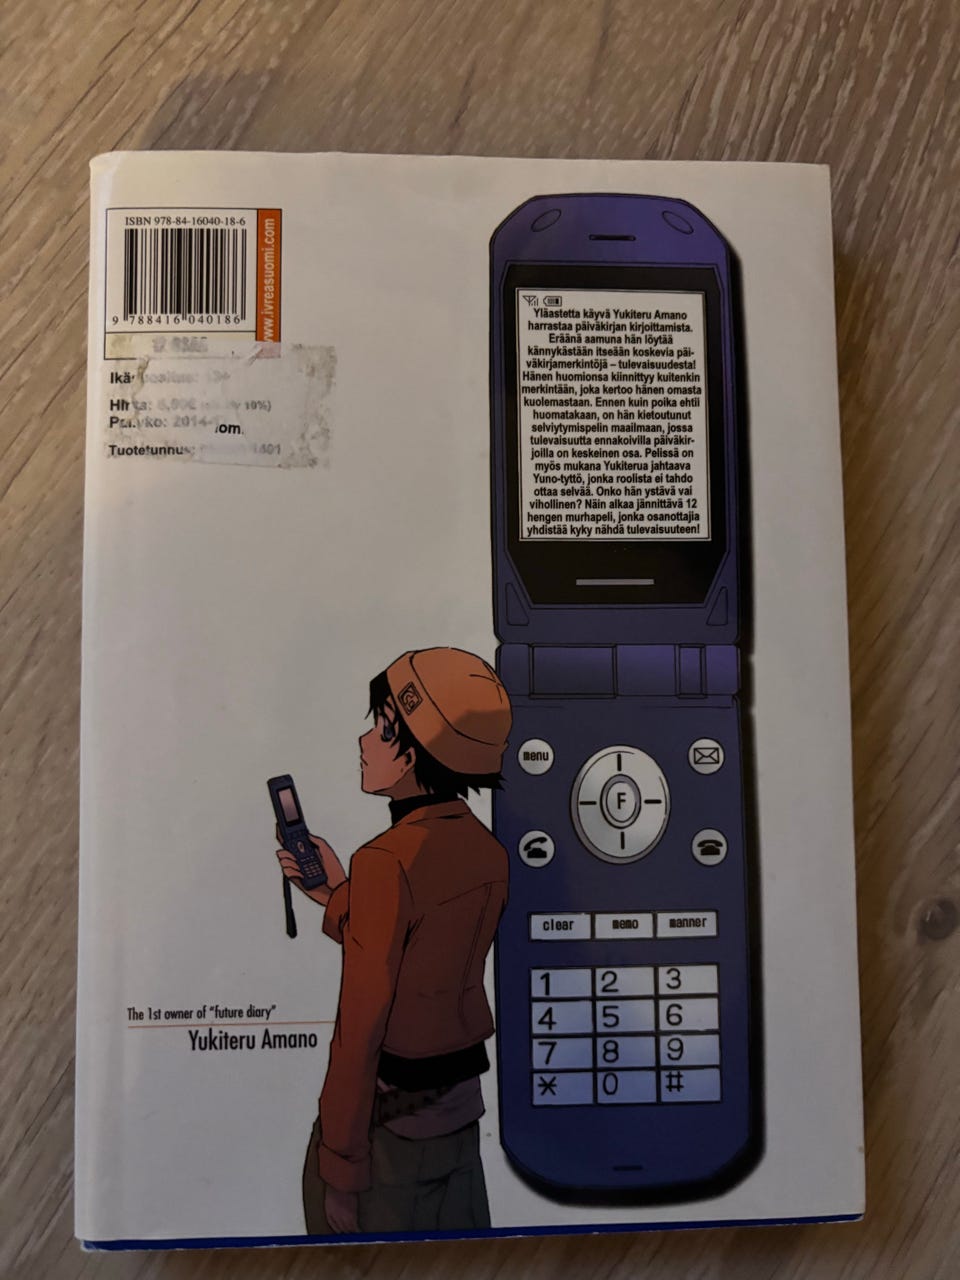 ISBN 978-84-16040-18-6
www.ivreasuomi.com
9 788416 040186
Hinta:
10%)
2014
iom.
Tuotetunnus:
Yläastetta käyvä Yukiteru Amano
harrastaa päiväkirjan kirjoittamista.
Eräänä aamuna hän löytää
kännykästään itseään koskevia päi-
väkirjamerkintöjä – tulevaisuudesta!
Hänen huomionsa kiinnittyy kuitenkin
merkintään, joka kertoo hänen omasta
kuolemastaan. Ennen kuin poika ehtii
huomatakaan, on hän kietoutunut
selviytymispelin maailmaan, jossa
tulevaisuutta ennakoivilla päiväkir-
joilla on keskeinen osa. Pelissä on
myös mukana Yukiterua jahtaava
Yuno-tyttö, jonka roolista ei tahdo
ottaa selvää. Onko hän ystävä vai
vihollinen? Näin alkaa jännittävä 12
hengen murhapeli, jonka osanottajia
yhdistää kyky nähdä tulevaisuuteen!
menu
F
clear memo manner
1 2 3
4 5 6
7 8 9
* 0 #
The 1st owner of "future diary"
Yukiteru Amano